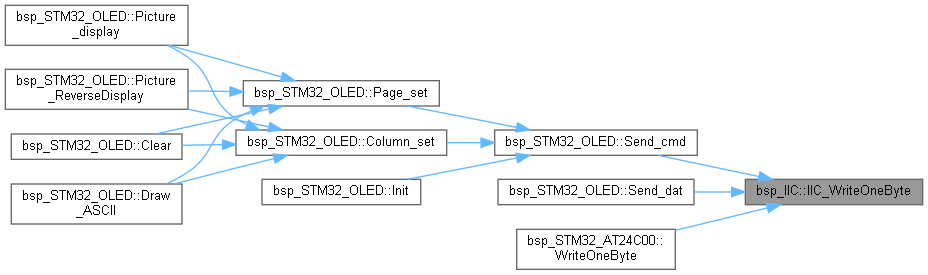 bsp_STM32_OLED::Picture
_display
bsp_STM32_OLED::Picture
_ReverseDisplay
bsp_STM32_OLED::Clear
bsp_STM32_OLED::Draw
_ASCII
bsp_STM32_OLED::Page_set
bsp_STM32_OLED::Column_set
bsp_STM32_OLED::Init
bsp_STM32_OLED::Send_cmd
bsp_STM32_OLED::Send_dat
bsp_STM32_AT24C00::
WriteOneByte
bsp_IIC::IIC_WriteOneByte